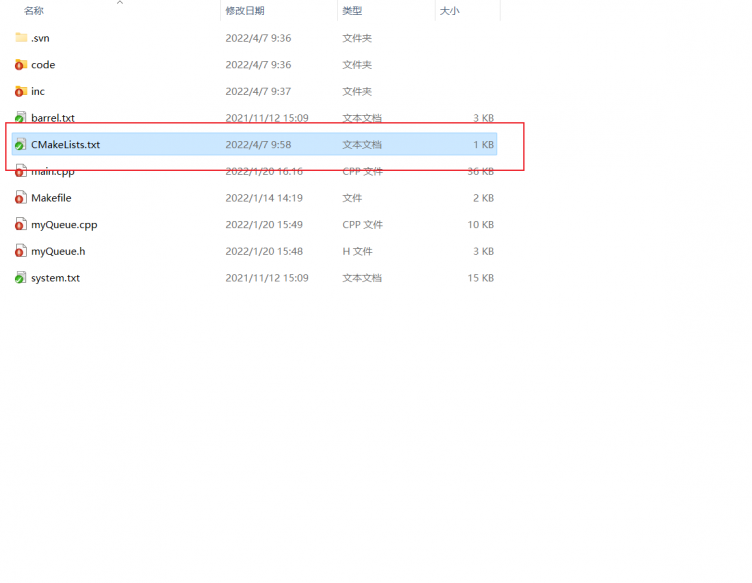 名称 修改日期 类型 大小
.svn 2022/4/7 9:36 文件夹
code 2022/4/7 9:36 文件夹
inc 2022/4/7 9:37 文件夹
barrel.txt 2021/11/12 15:09 文本文档 3 KB
CMakeLists.txt 2022/4/7 9:58 文本文档 1 KB
main.cpp 2022/1/20 16:16 CPP 文件 36 KB
Makefile 2022/1/14 14:19 文件 2 KB
myQueue.cpp 2022/1/20 15:49 CPP 文件 10 KB
myQueue.h 2022/1/20 15:48 H 文件 3 KB
system.txt 2021/11/12 15:09 文本文档 15 KB